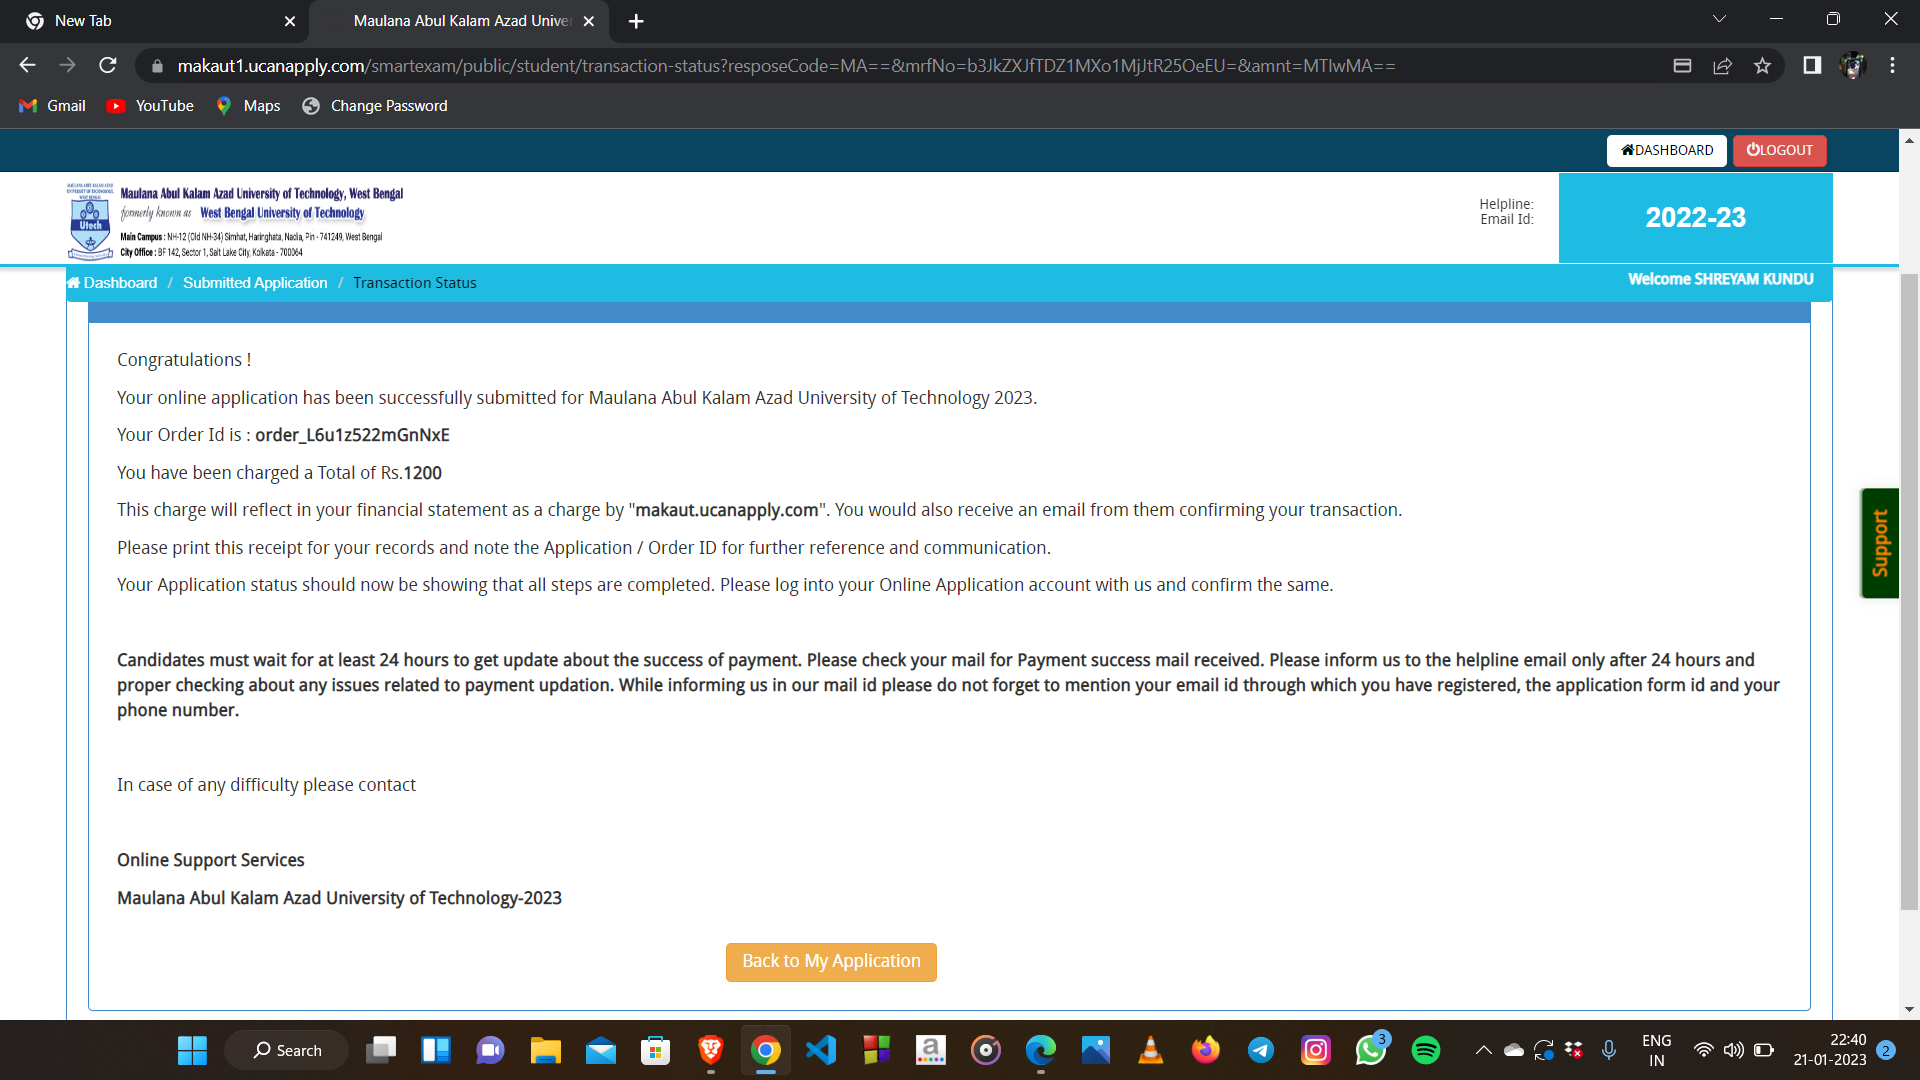 New Tab
Maulana Abul Kalam Azad Unive
makaut1.ucanapply.com/smartexam/public/student/transaction-status?resposeCode=MA==&mrfNo=b3JkZXJfTDZ1MXo1MjJtR25OeEU=&amnt=MTIwMA==
Gmail YouTube Maps Change Password
DASHBOARD LOGOUT
Maulana Abul Kalam Azad University of Technology, West Bengal
formerly known as West Bengal University of Technology
Utech
Main Campus : NH-12 (Old NH-34) Simhat, Haringhata, Nadia, Pin - 741249, West Bengal
City Office : BF 142, Sector 1, Salt Lake City, Kolkata - 700064
Helpline:
Email Id:
2022-23
Dashboard / Submitted Application / Transaction Status
Welcome SHREYAM KUNDU
Congratulations !
Your online application has been successfully submitted for Maulana Abul Kalam Azad University of Technology 2023.
Your Order Id is : order_L6u1z522mGnNxE
You have been charged a Total of Rs.1200
This charge will reflect in your financial statement as a charge by "makaut.ucanapply.com". You would also receive an email from them confirming your transaction.
Please print this receipt for your records and note the Application / Order ID for further reference and communication.
Your Application status should now be showing that all steps are completed. Please log into your Online Application account with us and confirm the same.
Candidates must wait for at least 24 hours to get update about the success of payment. Please check your mail for Payment success mail received. Please inform us to the helpline email only after 24 hours and
proper checking about any issues related to payment updation. While informing us in our mail id please do not forget to mention your email id through which you have registered, the application form id and your
phone number.
In case of any difficulty please contact
Online Support Services
Maulana Abul Kalam Azad University of Technology-2023
Back to My Application
Support
Search
a
3
ENG
IN
22:40
21-01-2023
2